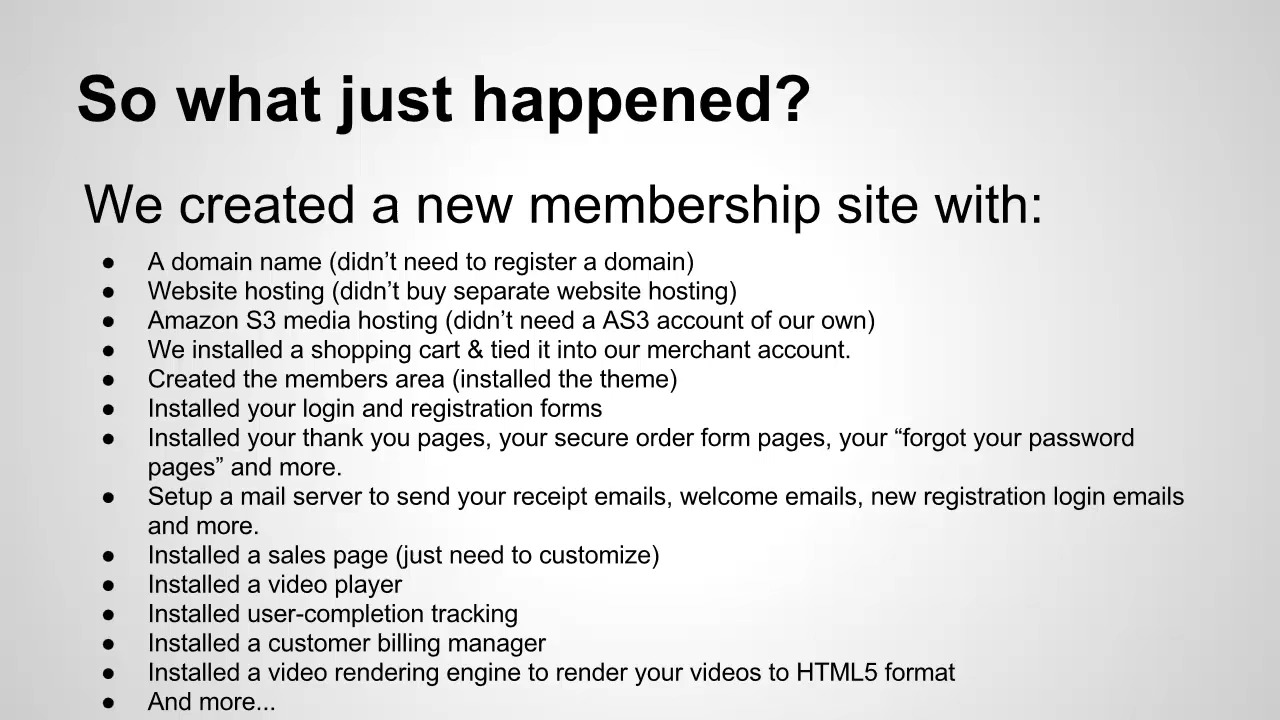 So what just happened?
We created a new membership site with:
● A domain name (didn’t need to register a domain)
● Website hosting (didn’t buy separate website hosting)
● Amazon S3 media hosting (didn’t need a AS3 account of our own)
● We installed a shopping cart & tied it into our merchant account.
● Created the members area (installed the theme)
● Installed your login and registration forms
● Installed your thank you pages, your secure order form pages, your “forgot your password
pages” and more.
● Setup a mail server to send your receipt emails, welcome emails, new registration login emails
and more.
● Installed a sales page (just need to customize)
● Installed a video player
● Installed user-completion tracking
● Installed a customer billing manager
● Installed a video rendering engine to render your videos to HTML5 format
● And more...